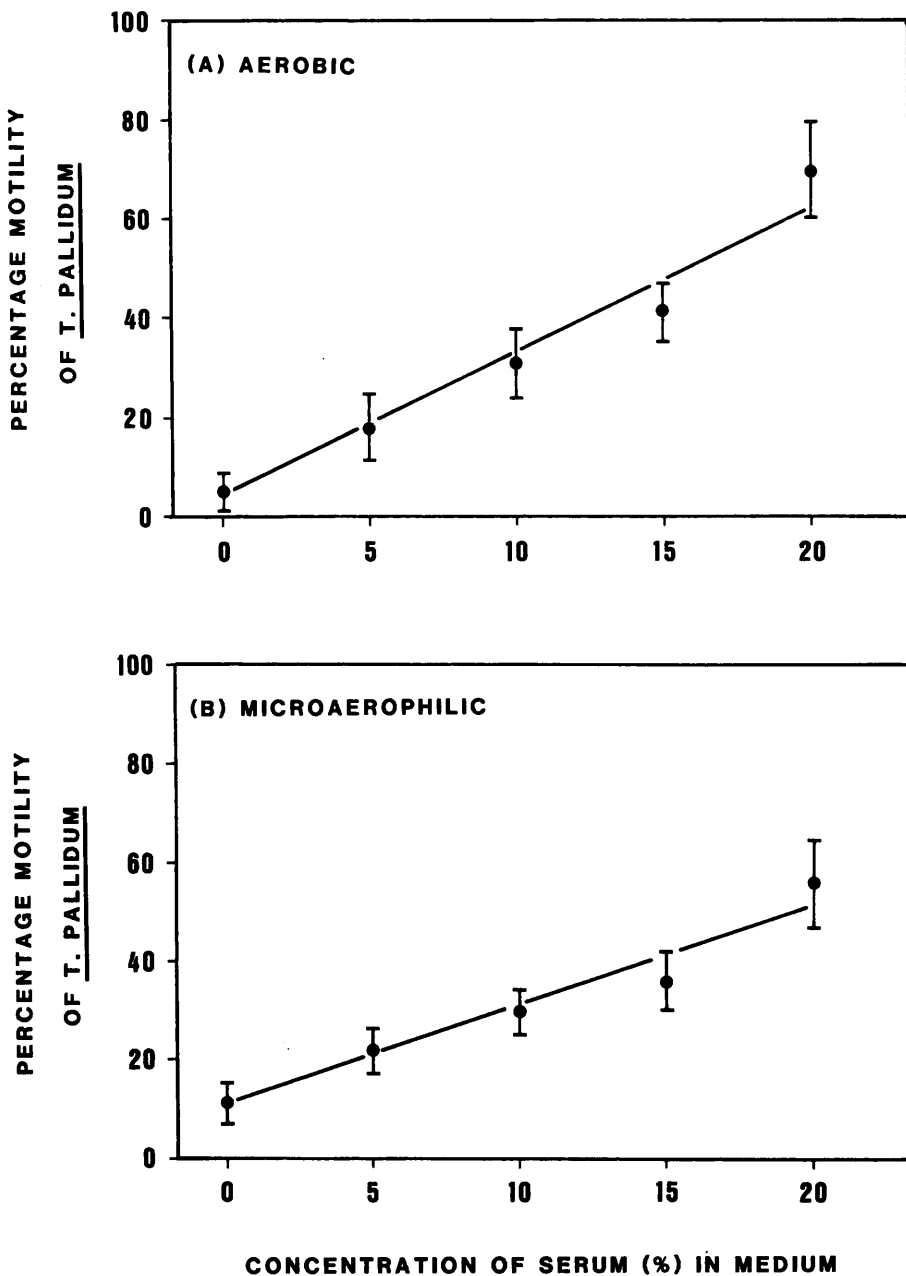 (A) AEROBIC
PERCENTAGE MOTILITY
OF T. PALLIDUM
100
80
60
40
20
0
0 5 10 15 20
(B) MICROAEROPHILIC
PERCENTAGE MOTILITY
OF T. PALLIDUM
100
80
60
40
20
0
0 5 10 15 20
CONCENTRATION OF SERUM (%) IN MEDIUM